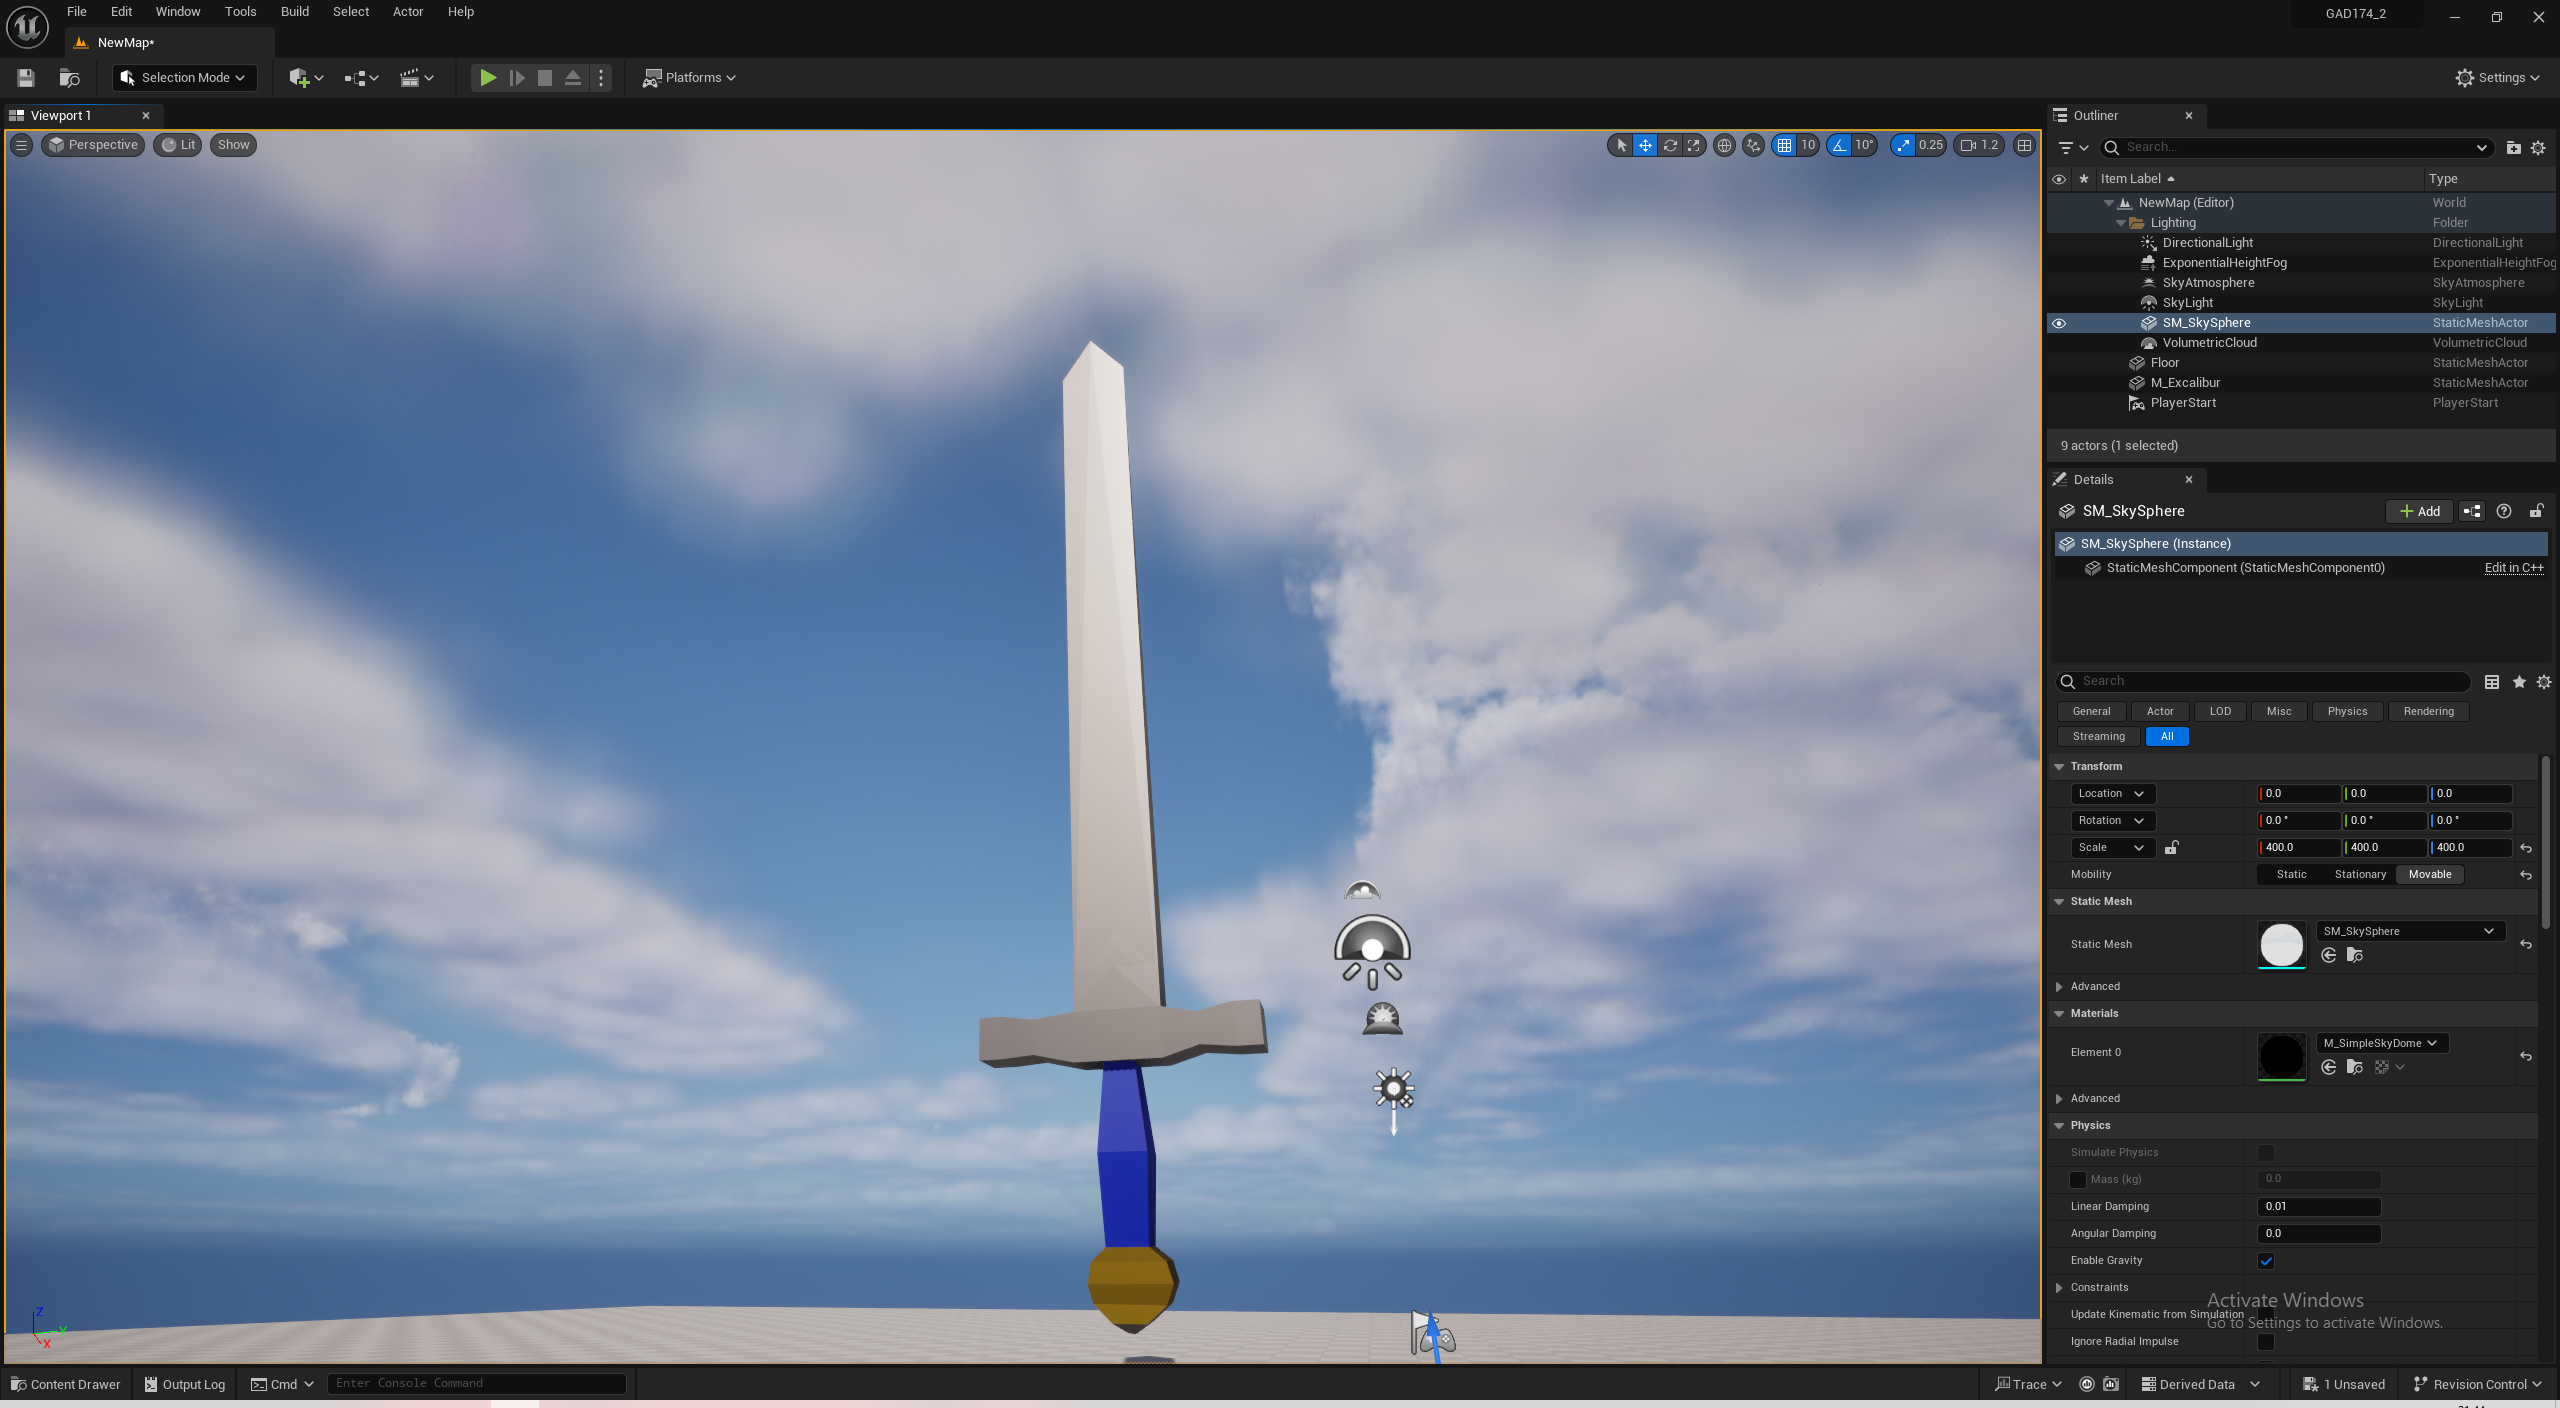 File Edit Window Tools Build Select Actor Help
GAD174_2
NewMap*
Selection Mode
Platforms
Settings
Viewport 1
Perspective Lit Show
10 10° 0.25 1.2
Outliner
Search...
Item Label Type
NewMap (Editor) World
Lighting Folder
DirectionalLight DirectionalLight
ExponentialHeightFog ExponentialHeightFog
SkyAtmosphere SkyAtmosphere
SkyLight SkyLight
SM_SkySphere StaticMeshActor
VolumetricCloud VolumetricCloud
Floor StaticMeshActor
M_Excalibur StaticMeshActor
PlayerStart PlayerStart
9 actors (1 selected)
Details
SM_SkySphere
Add
SM_SkySphere (Instance)
StaticMeshComponent (StaticMeshComponent0) Edit in C++
Search
General Actor LOD Misc Physics Rendering
Streaming All
Transform
Location 0.0 0.0 0.0
Rotation 0.0 ° 0.0 ° 0.0 °
Scale 400.0 400.0 400.0
Mobility Static Stationary Movable
Static Mesh
Static Mesh SM_SkySphere
Advanced
Materials
Element 0 M_SimpleSkyDome
Advanced
Physics
Simulate Physics
Mass (kg) 0.0
Linear Damping 0.01
Angular Damping 0.0
Enable Gravity
Constraints
Update Kinematic from Simulation
Ignore Radial Impulse
Activate Windows
Go to Settings to activate Windows.
Z
Y
X
Content Drawer Output Log Cmd Enter Console Command
Trace Derived Data 1 Unsaved Revision Control